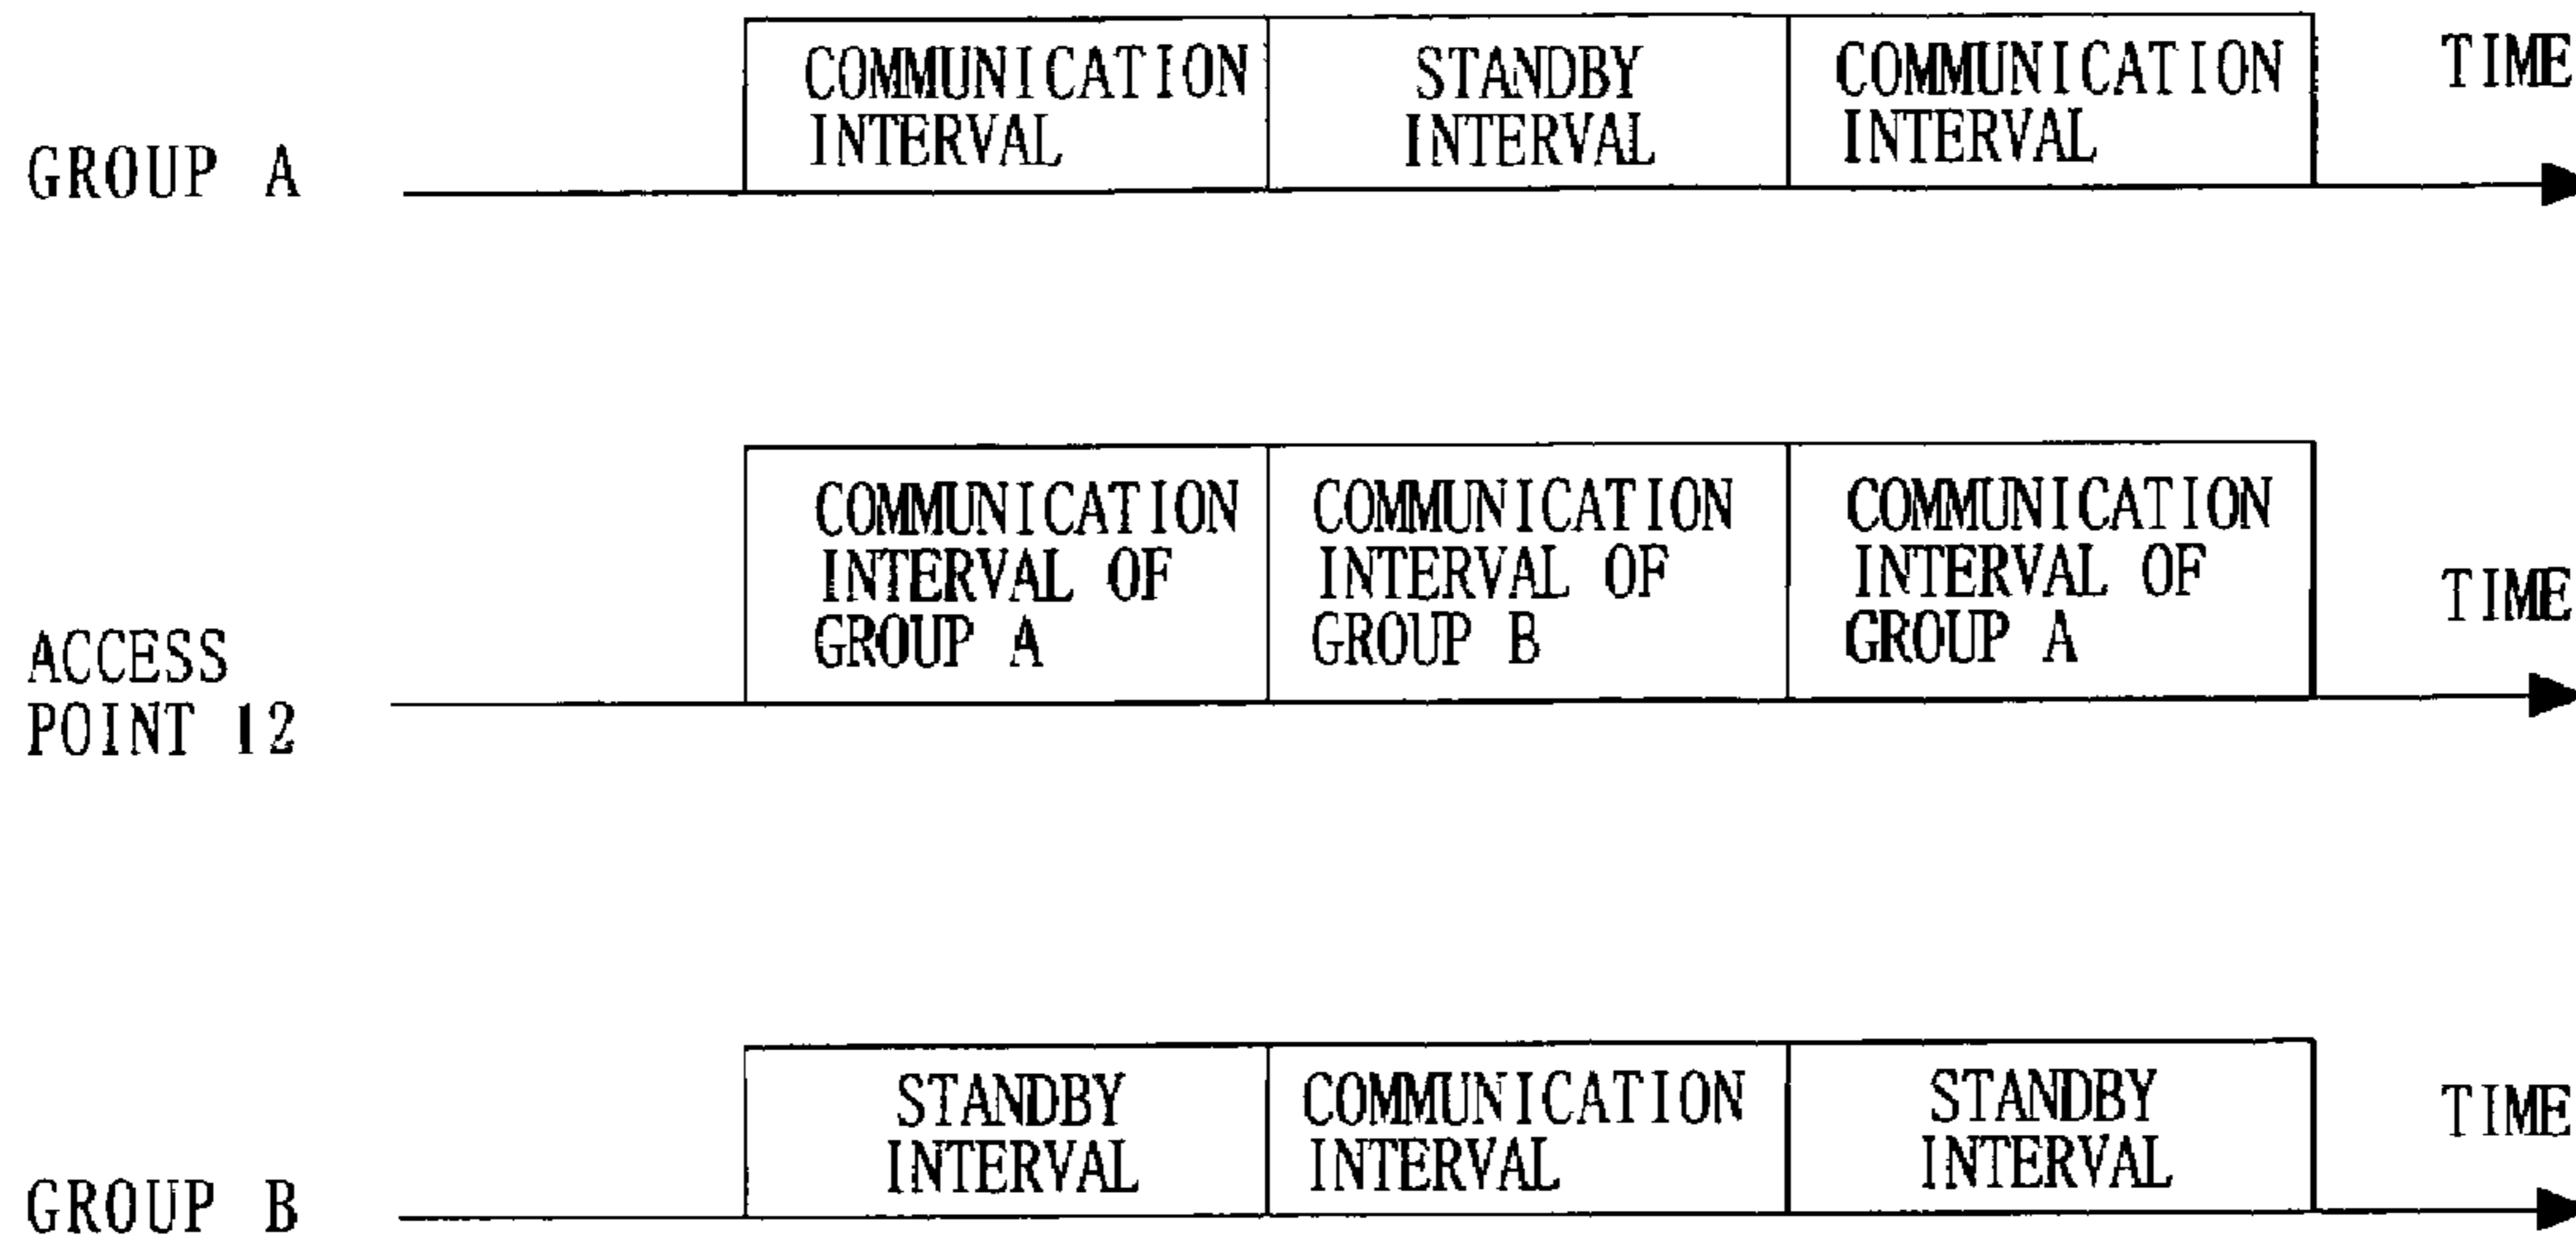 COMMUNICATION
INTERVAL
STANDBY
INTERVAL
COMMUNICATION
INTERVAL
TIME
GROUP A
COMMUNICATION
INTERVAL OF
GROUP A
COMMUNICATION
INTERVAL OF
GROUP B
COMMUNICATION
INTERVAL OF
GROUP A
TIME
ACCESS
POINT 12
STANDBY
INTERVAL
COMMUNICATION
INTERVAL
STANDBY
INTERVAL
TIME
GROUP B